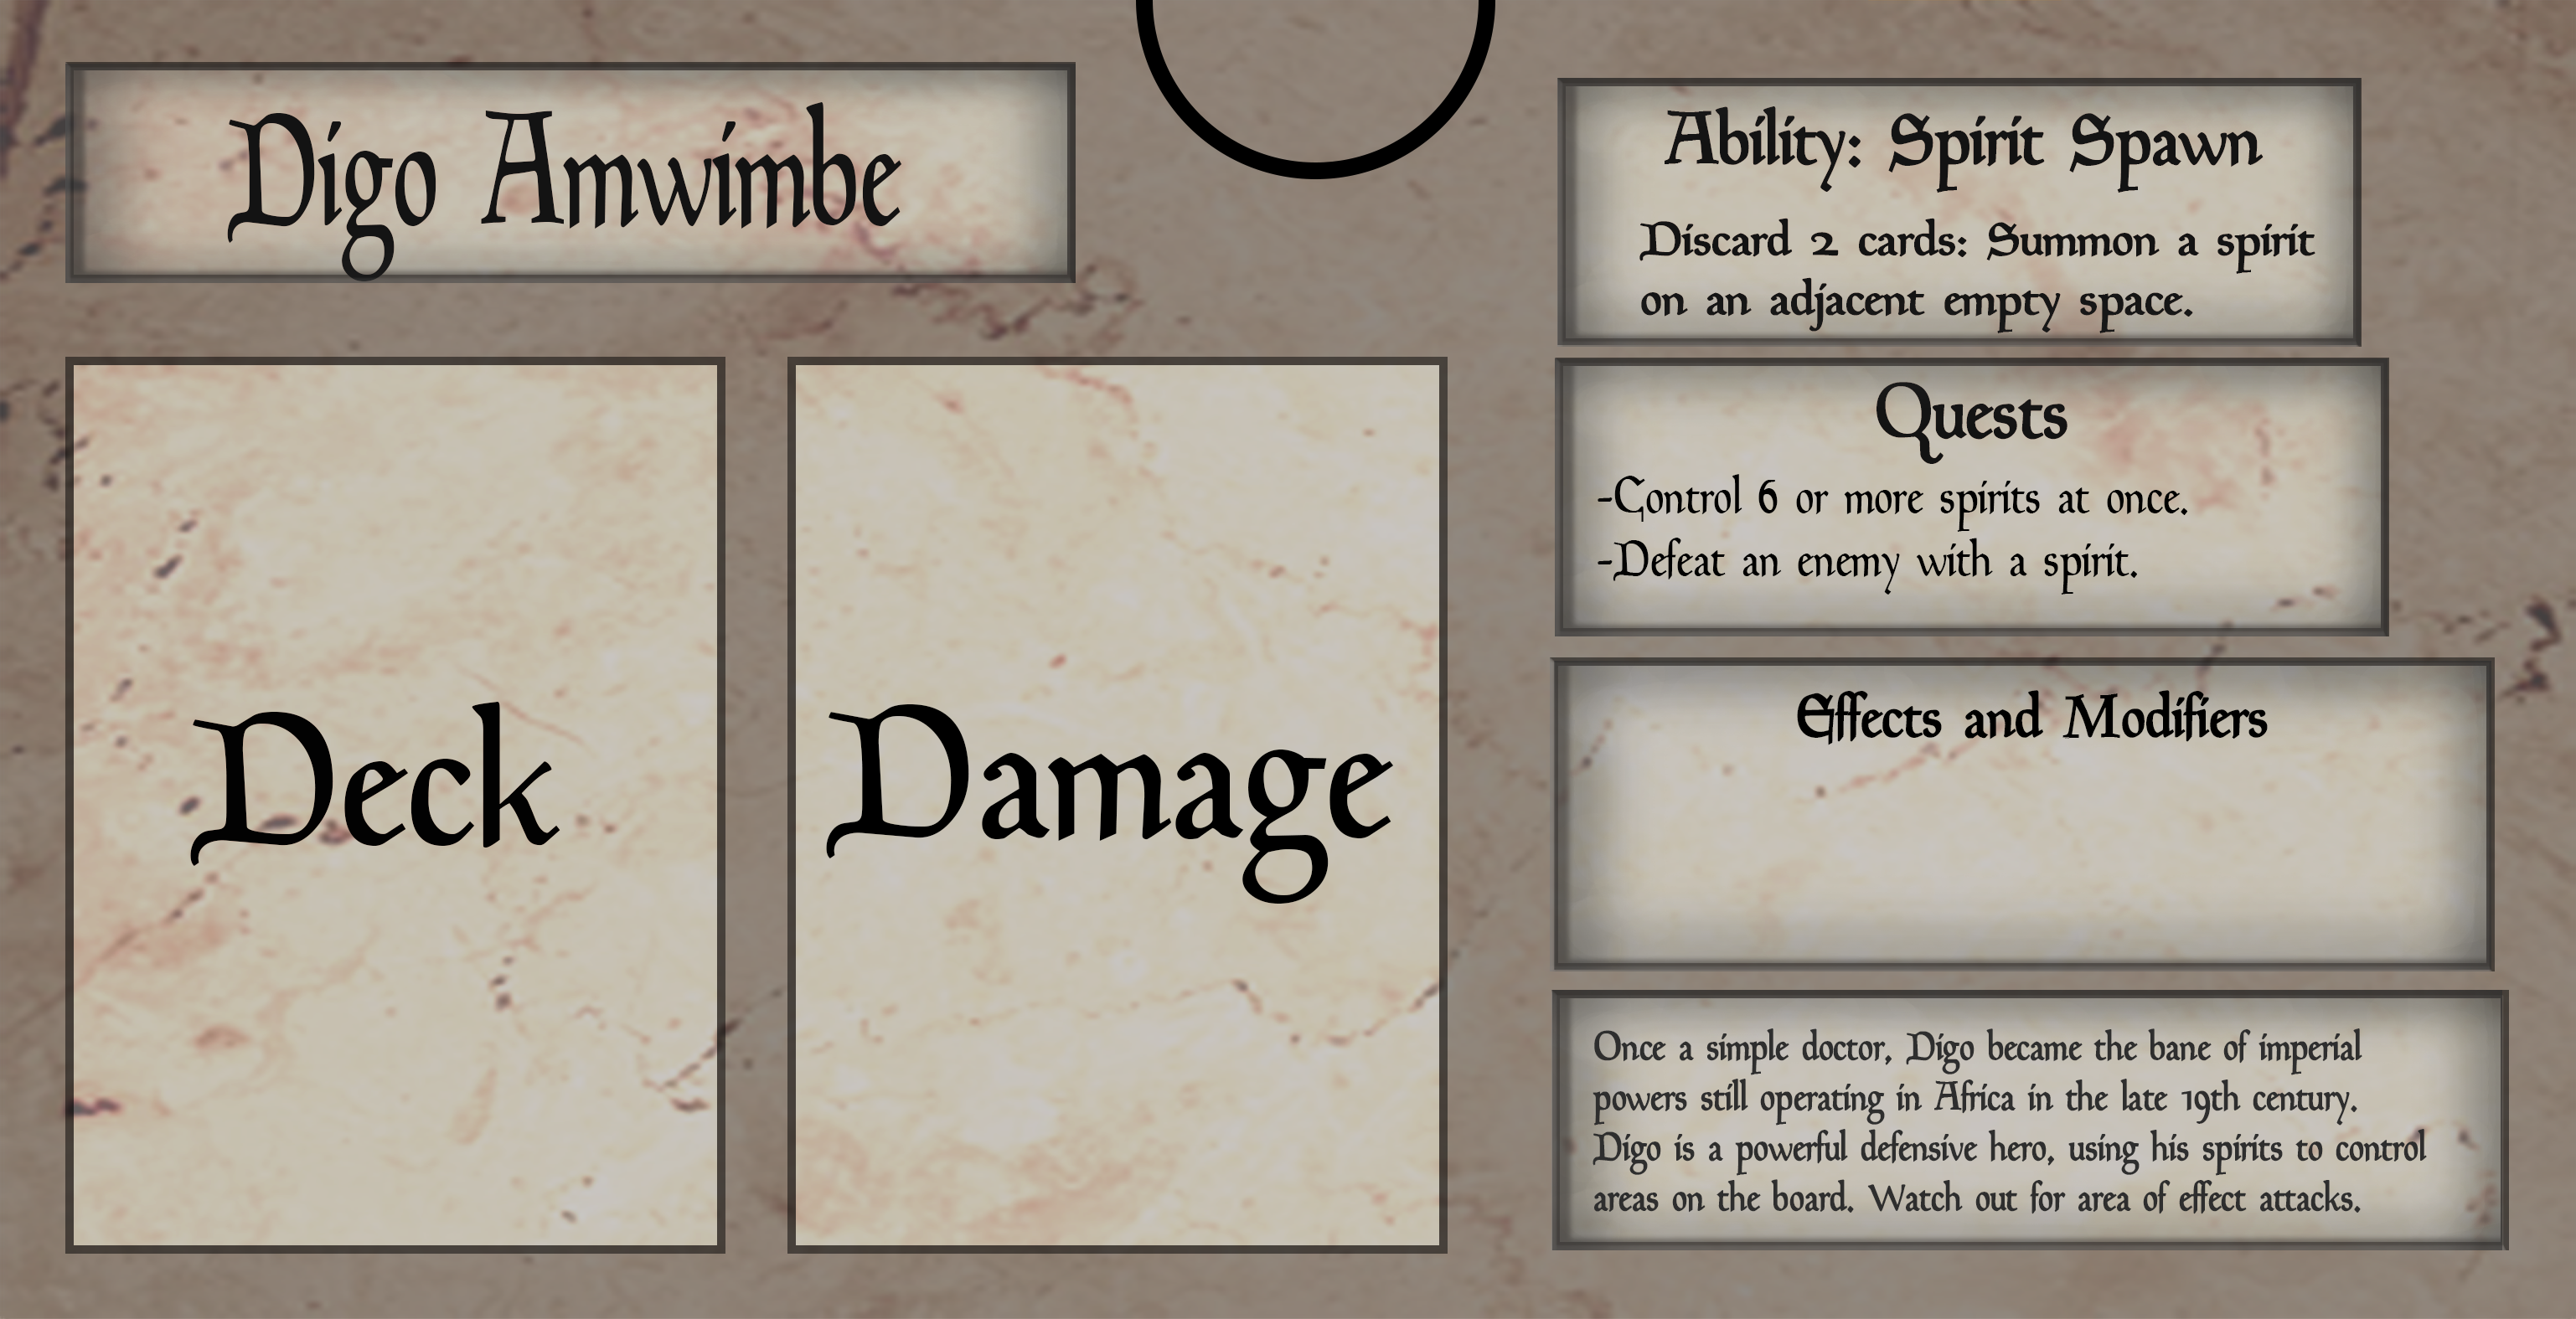 Digo Amwimbe
Ability: Spirit Spawn
Discard 2 cards: Summon a spirit
on an adjacent empty space.
Quests
-Control 6 or more spirits at once.
-Defeat an enemy with a spirit.
Deck
Damage
Effects and Modifiers
Once a simple doctor, Digo became the bane of imperial
powers still operating in Africa in the late 19th century.
Digo is a powerful defensive hero, using his spirits to control
areas on the board. Watch out for area of effect attacks.